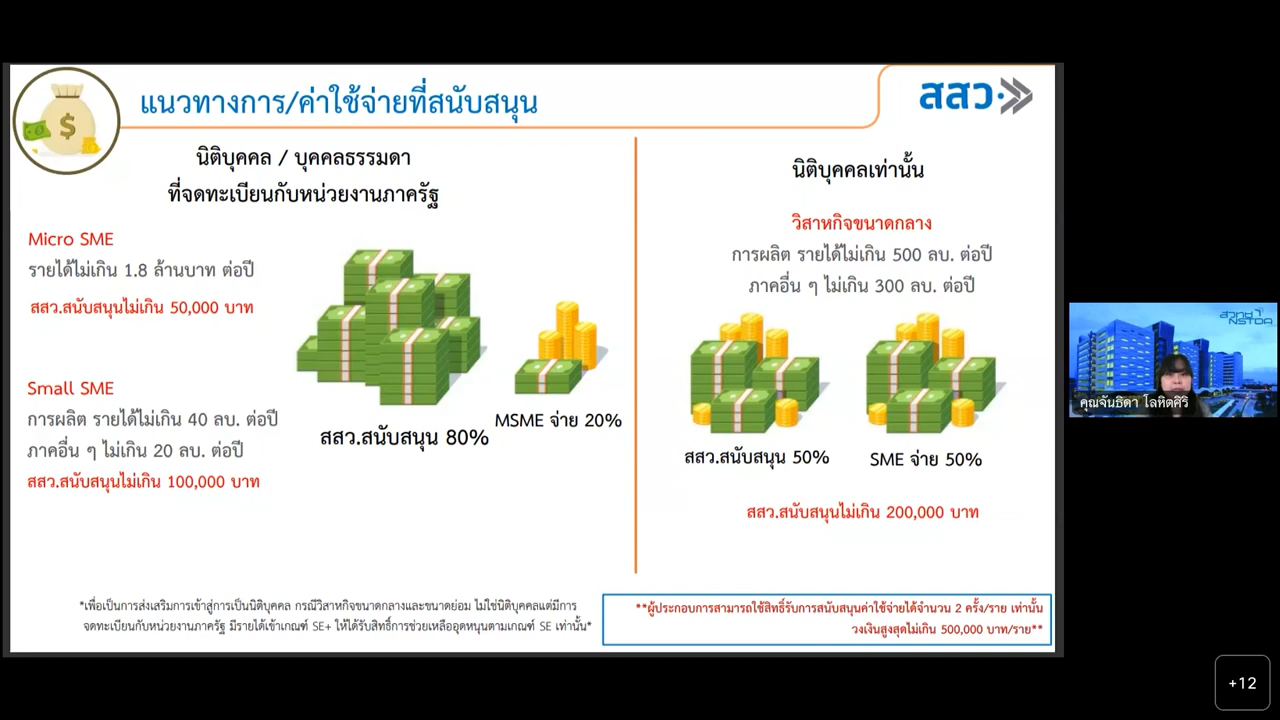 แนวทางการ/ค่าใช้จ่ายที่สนับสนุน
สสว.
นิติบุคคล / บุคคลธรรมดา
ที่จดทะเบียนกับหน่วยงานภาครัฐ
Micro SME
รายได้ไม่เกิน 1.8 ล้านบาท ต่อปี
สสว.สนับสนุนไม่เกิน 50,000 บาท
Small SME
การผลิต รายได้ไม่เกิน 40 ลบ. ต่อปี
ภาคอื่น ๆ ไม่เกิน 20 ลบ. ต่อปี
สสว.สนับสนุนไม่เกิน 100,000 บาท
สสว.สนับสนุน 80%
MSME จ่าย 20%
นิติบุคคลเท่านั้น
วิสาหกิจขนาดกลาง
การผลิต รายได้ไม่เกิน 500 ลบ. ต่อปี
ภาคอื่น ๆ ไม่เกิน 300 ลบ. ต่อปี
สสว.สนับสนุน 50%
SME จ่าย 50%
สสว.สนับสนุนไม่เกิน 200,000 บาท
*เพื่อเป็นการส่งเสริมการเข้าสู่การเป็นนิติบุคคล กรณีวิสาหกิจขนาดกลางและขนาดย่อม ไม่ใช่นิติบุคคลแต่มีการ
จดทะเบียนกับหน่วยงานภาครัฐ มีรายได้เข้าเกณฑ์ SE+ ให้ได้รับสิทธิ์การช่วยเหลืออุดหนุนตามเกณฑ์ SE เท่านั้น*
**ผู้ประกอบการสามารถใช้สิทธิ์รับการสนับสนุนค่าใช้จ่ายได้จำนวน 2 ครั้ง/ราย เท่านั้น
วงเงินสูงสุดไม่เกิน 500,000 บาท/ราย**
สวทช
NSTDA
คุณจันธิดา โลหิตศิริ
+12